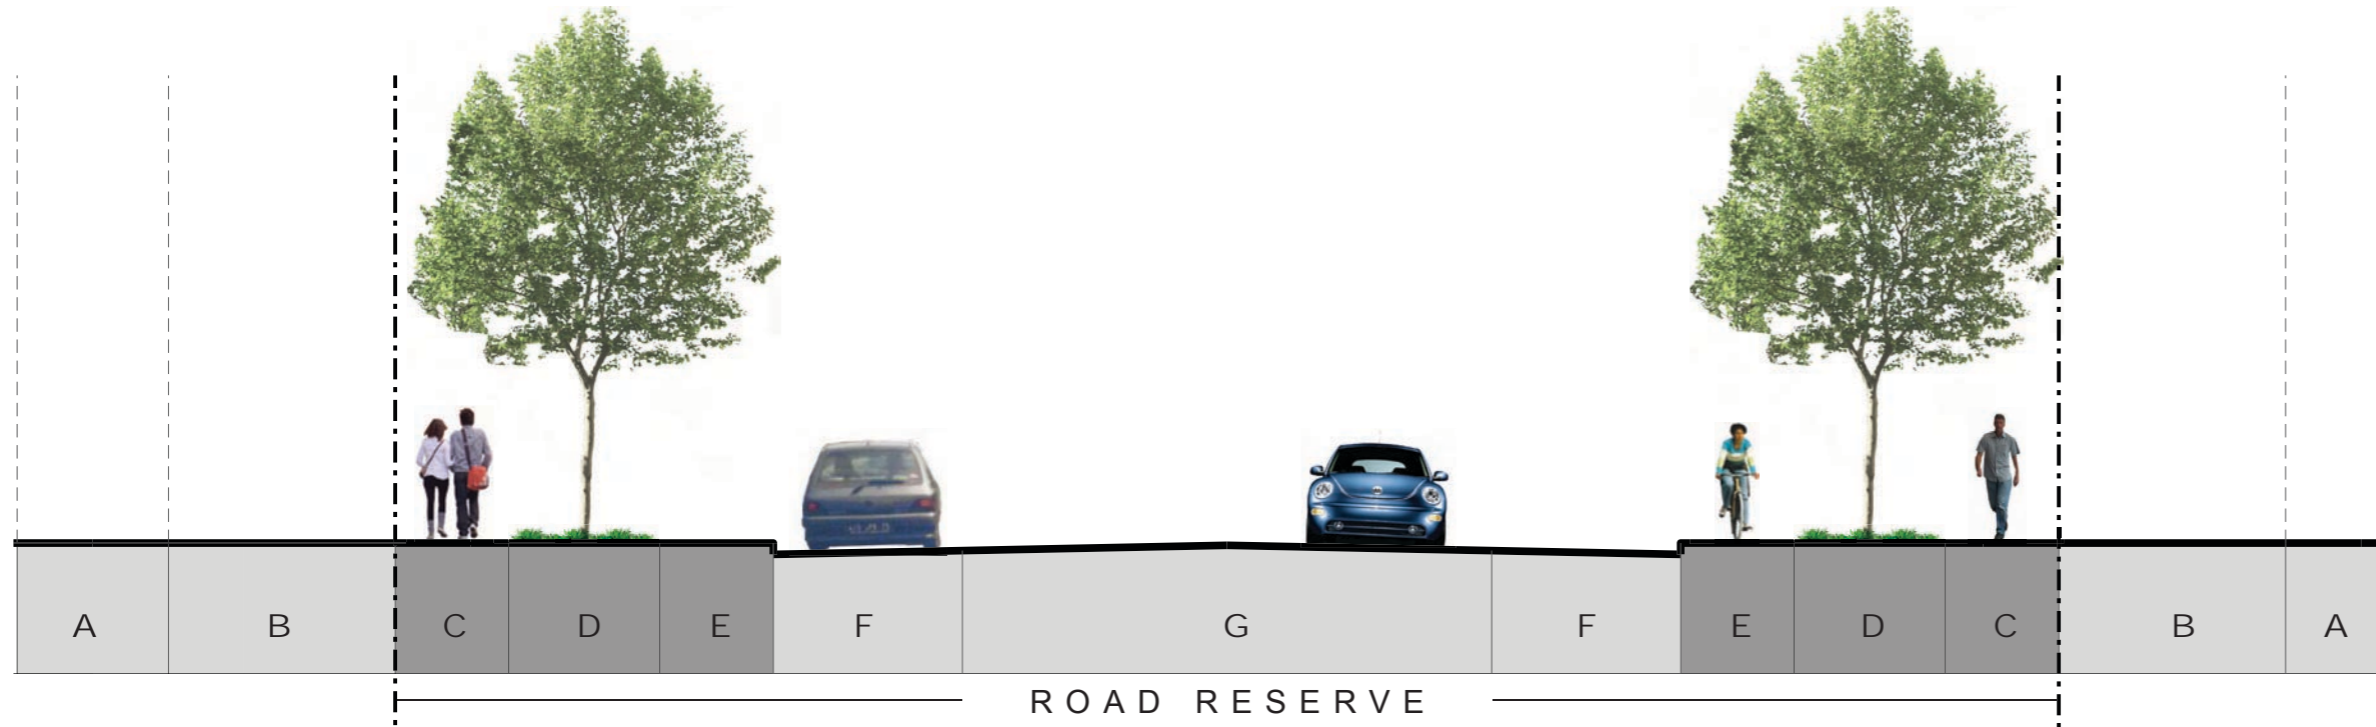 A B C D E F G F E D C B A
ROAD RESERVE